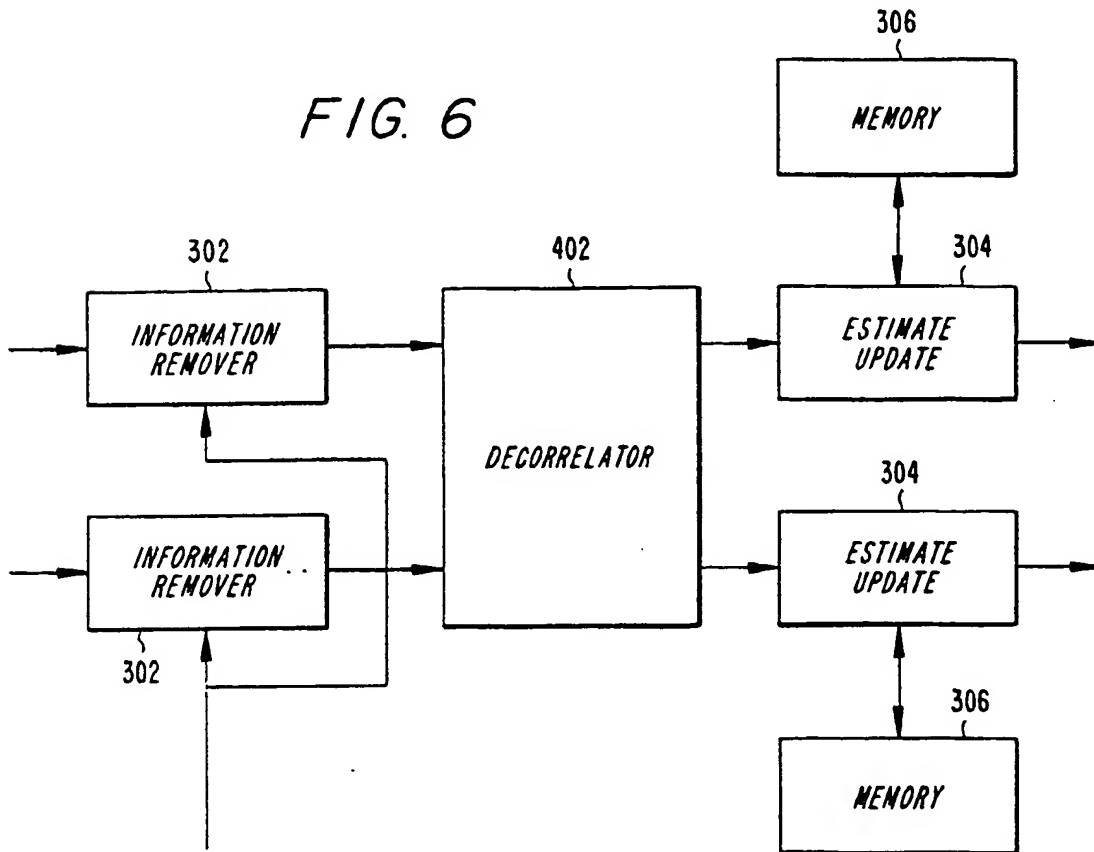 306
FIG. 6
MEMORY
302
402
304
INFORMATION
REMOVER
ESTIMATE
UPDATE
DECORRELATOR
304
INFORMATION
REMOVER
ESTIMATE
UPDATE
302
306
MEMORY